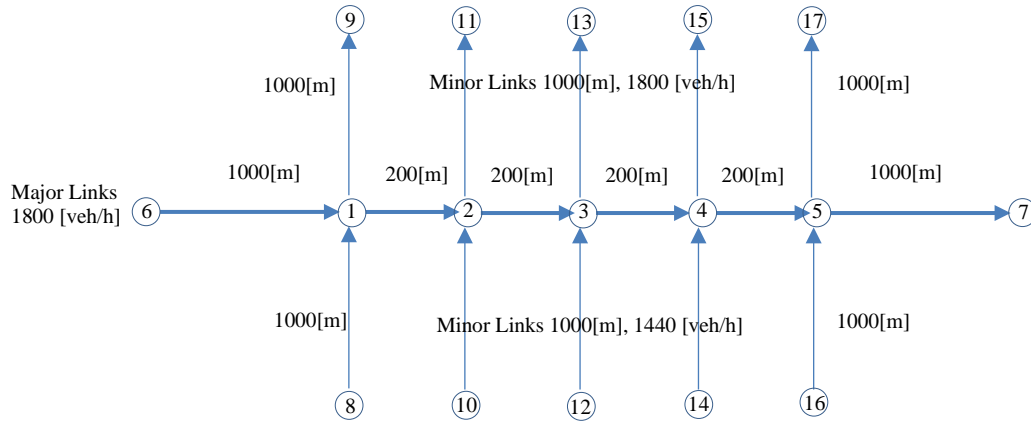 9
11
13
15
17
1000[m]
Minor Links 1000[m], 1800 [veh/h]
1000[m]
Major Links
1800 [veh/h]
1000[m]
200[m]
200[m]
200[m]
200[m]
1000[m]
6
1
2
3
4
5
7
1000[m]
Minor Links 1000[m], 1440 [veh/h]
1000[m]
8
10
12
14
16